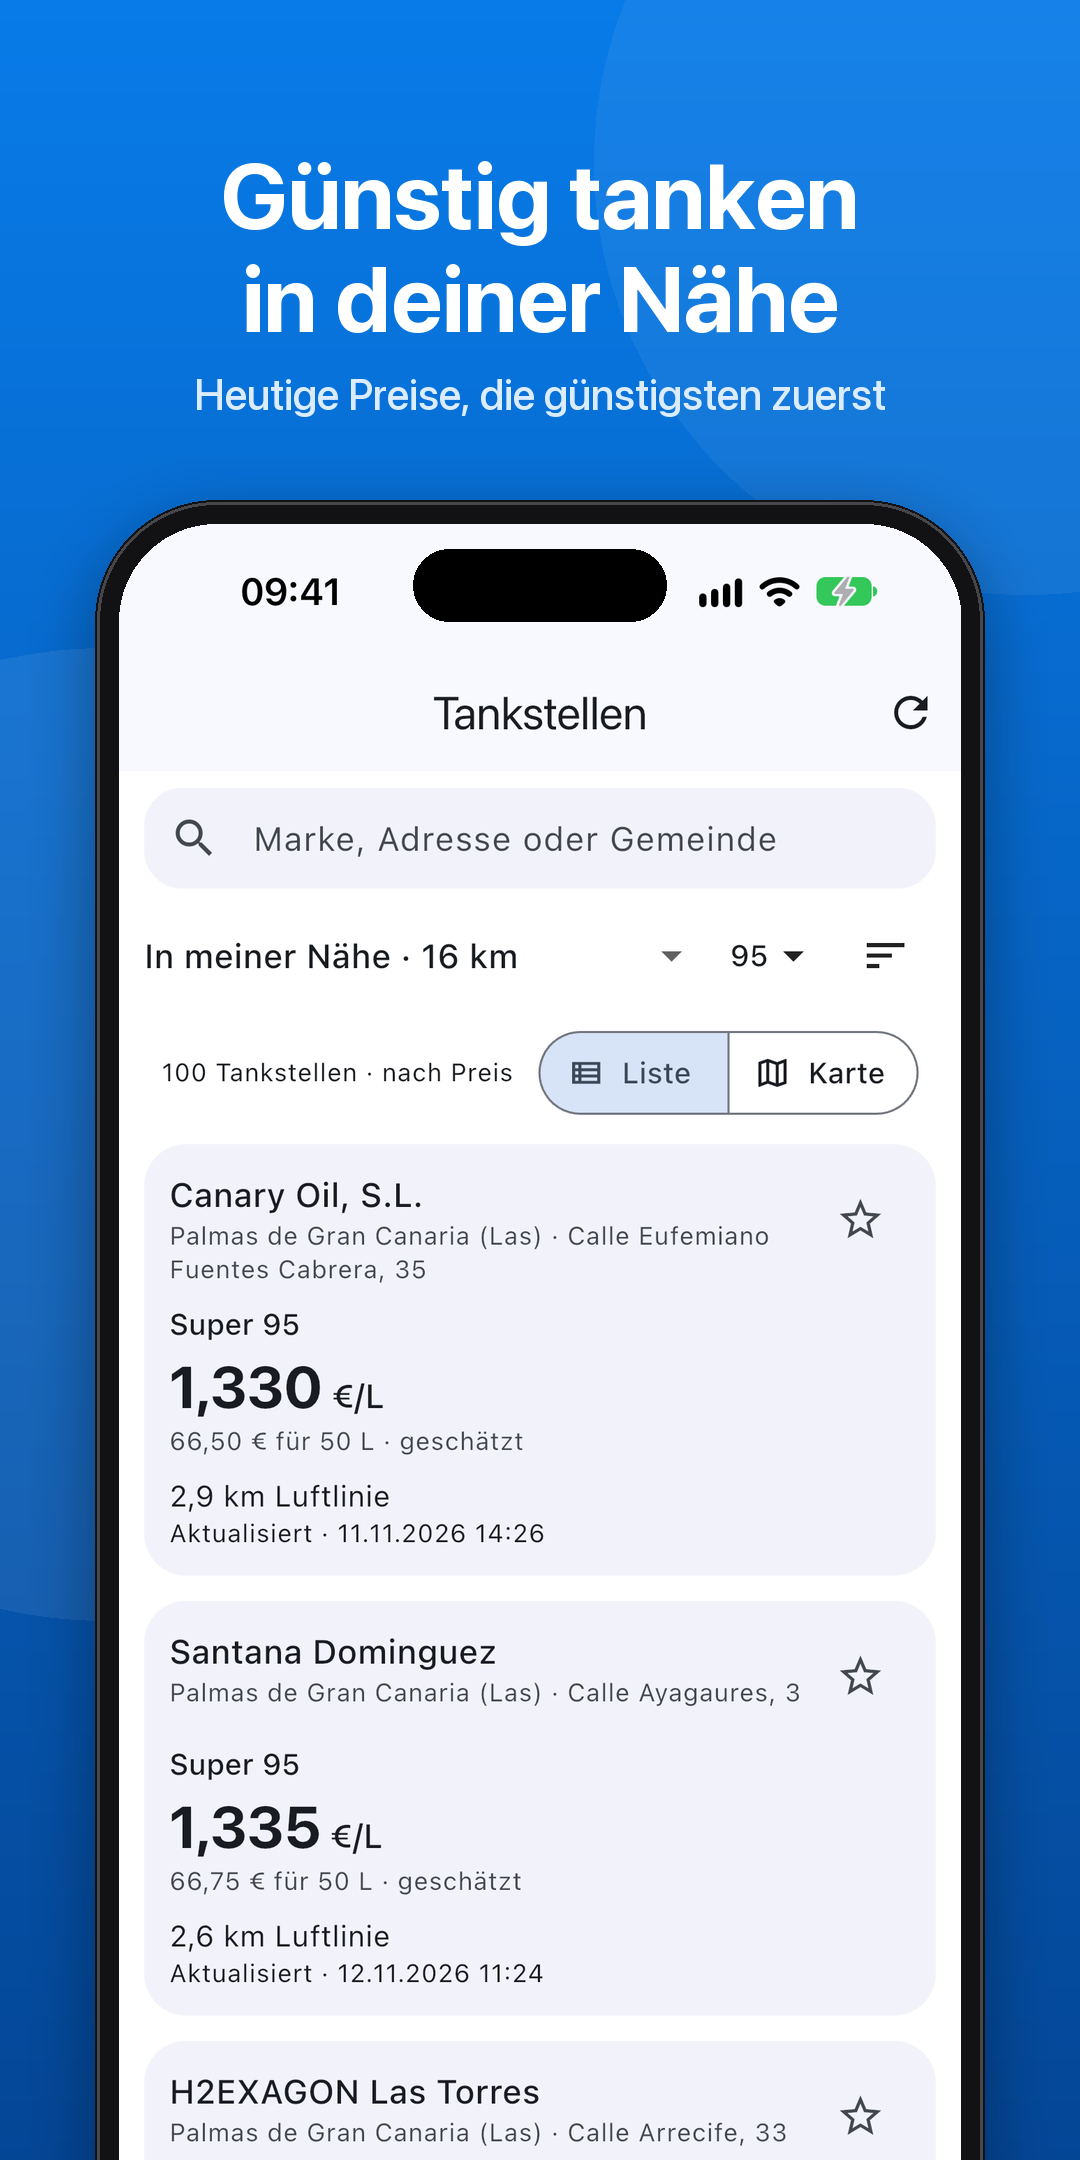 Günstig tanken
in deiner Nähe
Heutige Preise, die günstigsten zuerst
09:41
Tankstellen
Marke, Adresse oder Gemeinde
In meiner Nähe · 16 km
95
100 Tankstellen · nach Preis
Liste
Karte
Canary Oil, S.L.
Palmas de Gran Canaria (Las) · Calle Eufemiano
Fuentes Cabrera, 35
Super 95
1,330 €/L
66,50 € für 50 L · geschätzt
2,9 km Luftlinie
Aktualisiert · 11.11.2026 14:26
Santana Dominguez
Palmas de Gran Canaria (Las) · Calle Ayagaures, 3
Super 95
1,335 €/L
66,75 € für 50 L · geschätzt
2,6 km Luftlinie
Aktualisiert · 12.11.2026 11:24
H2EXAGON Las Torres
Palmas de Gran Canaria (Las) · Calle Arrecife, 33